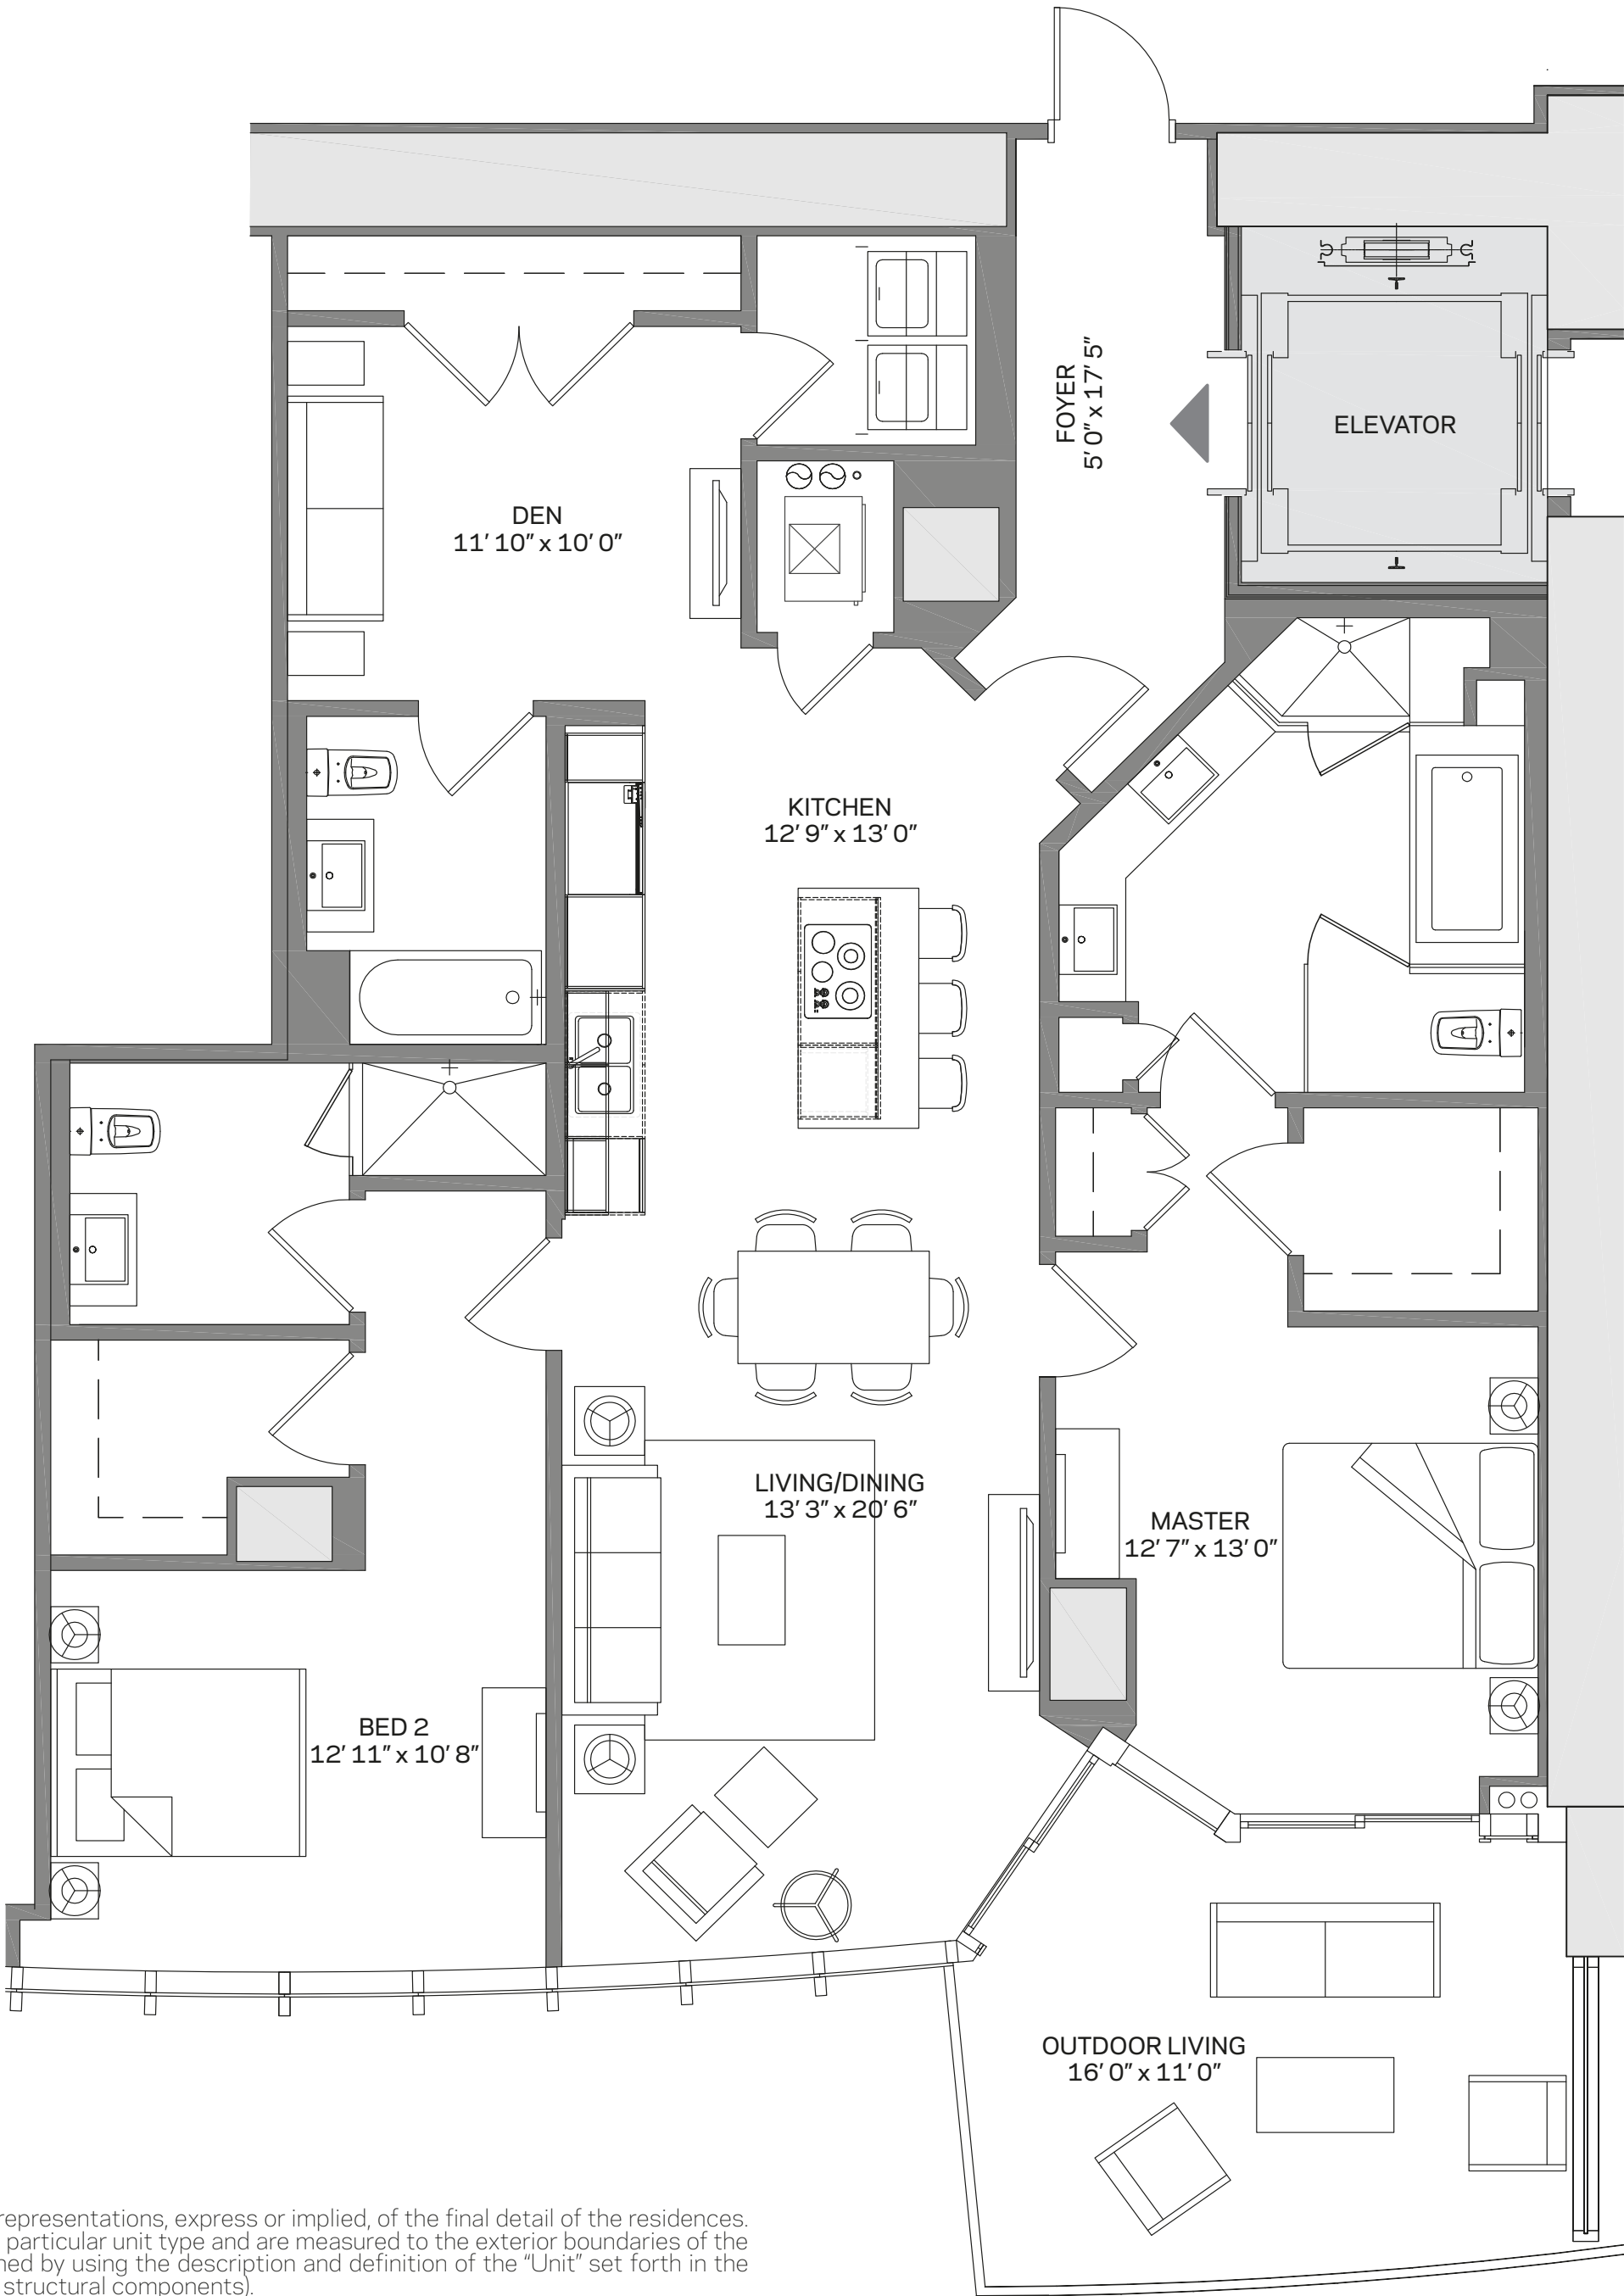 FOYER
5' 0" x 17' 5"
ELEVATOR
DEN
11' 10" x 10' 0"
KITCHEN
12' 9" x 13' 0"
LIVING/DINING
13' 3" x 20' 6"
MASTER
12' 7" x 13' 0"
BED 2
12' 11" x 10' 8"
OUTDOOR LIVING
16' 0" x 11' 0"
representations, express or implied, of the final detail of the residences.
particular unit type and are measured to the exterior boundaries of the
by using the description and definition of the “Unit” set forth in the
structural components).